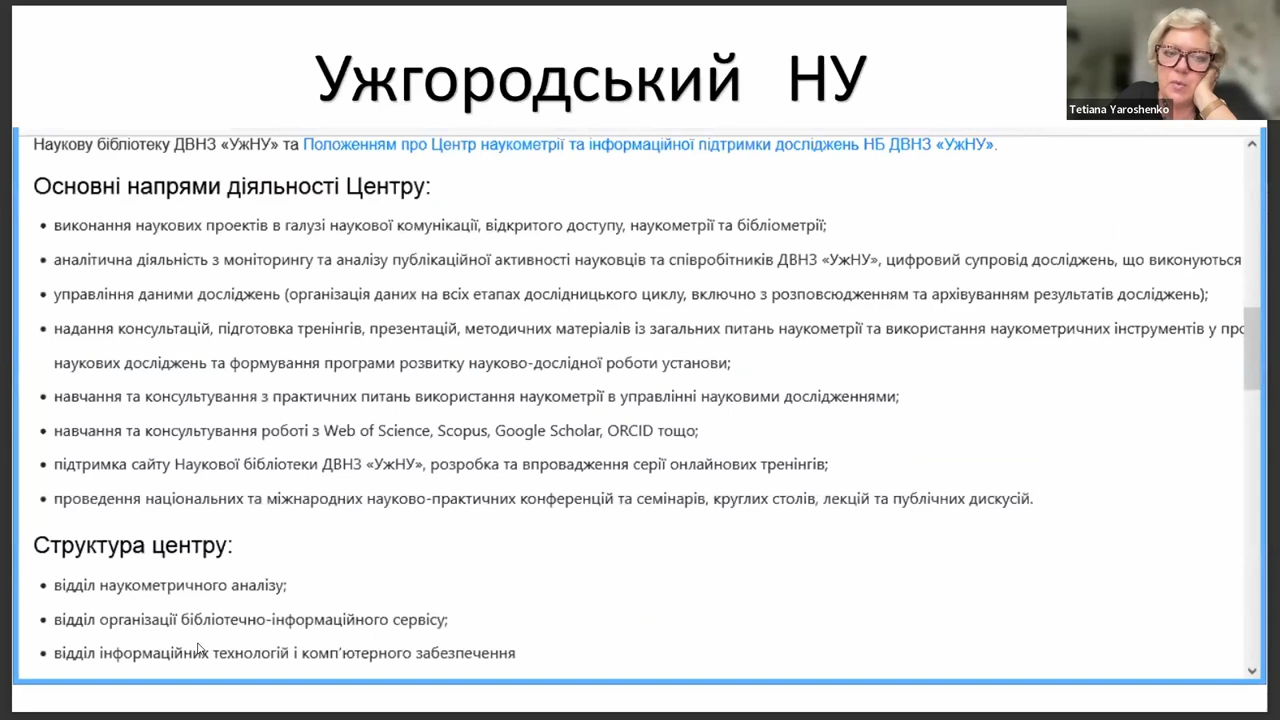 Ужгородський НУ
Tetiana Yaroshenko
Наукову бібліотеку ДВНЗ «УжНУ» та Положенням про Центр наукометрії та інформаційної підтримки досліджень НБ ДВНЗ «УжНУ».
Основні напрями діяльності Центру:
• виконання наукових проектів в галузі наукової комунікації, відкритого доступу, наукометрії та бібліометрії;
• аналітична діяльність з моніторингу та аналізу публікаційної активності науковців та співробітників ДВНЗ «УжНУ», цифровий супровід досліджень, що виконуються
• управління даними досліджень (організація даних на всіх етапах дослідницького циклу, включно з розповсюдженням та архівуванням результатів досліджень);
• надання консультацій, підготовка тренінгів, презентацій, методичних матеріалів із загальних питань наукометрії та використання наукометричних інструментів у
наукових досліджень та формування програми розвитку науково-дослідної роботи установи;
• навчання та консультування з практичних питань використання наукометрії в управлінні науковими дослідженнями;
• навчання та консультування роботі з Web of Science, Scopus, Google Scholar, ORCID тощо;
• підтримка сайту Наукової бібліотеки ДВНЗ «УжНУ», розробка та впровадження серії онлайнових тренінгів;
• проведення національних та міжнародних науково-практичних конференцій та семінарів, круглих столів, лекцій та публічних дискусій.
Структура центру:
• відділ наукометричного аналізу;
• відділ організації бібліотечно-інформаційного сервісу;
• відділ інформаційних технологій і комп’ютерного забезпечення